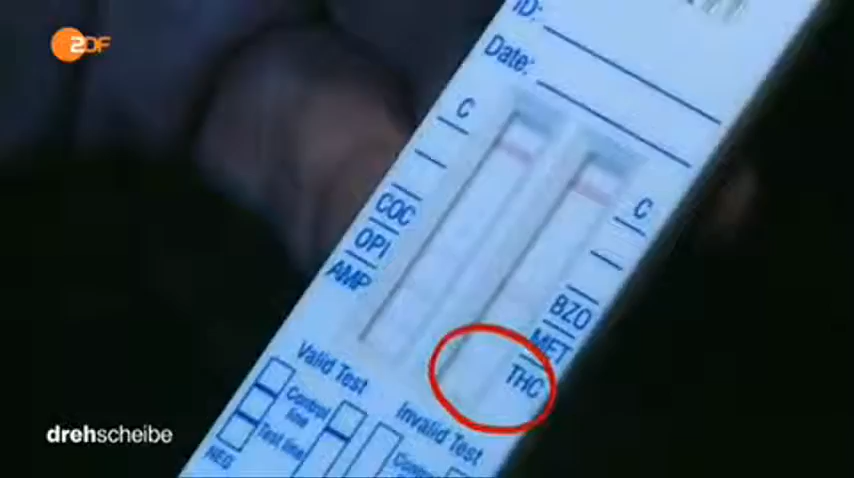 ZDF
ID:
Date:
C
COC
OPI
AMP
C
BZO
MET
THC
Valid Test
Control
line
Test line
NEG
Invalid Test
Control
drehscheibe